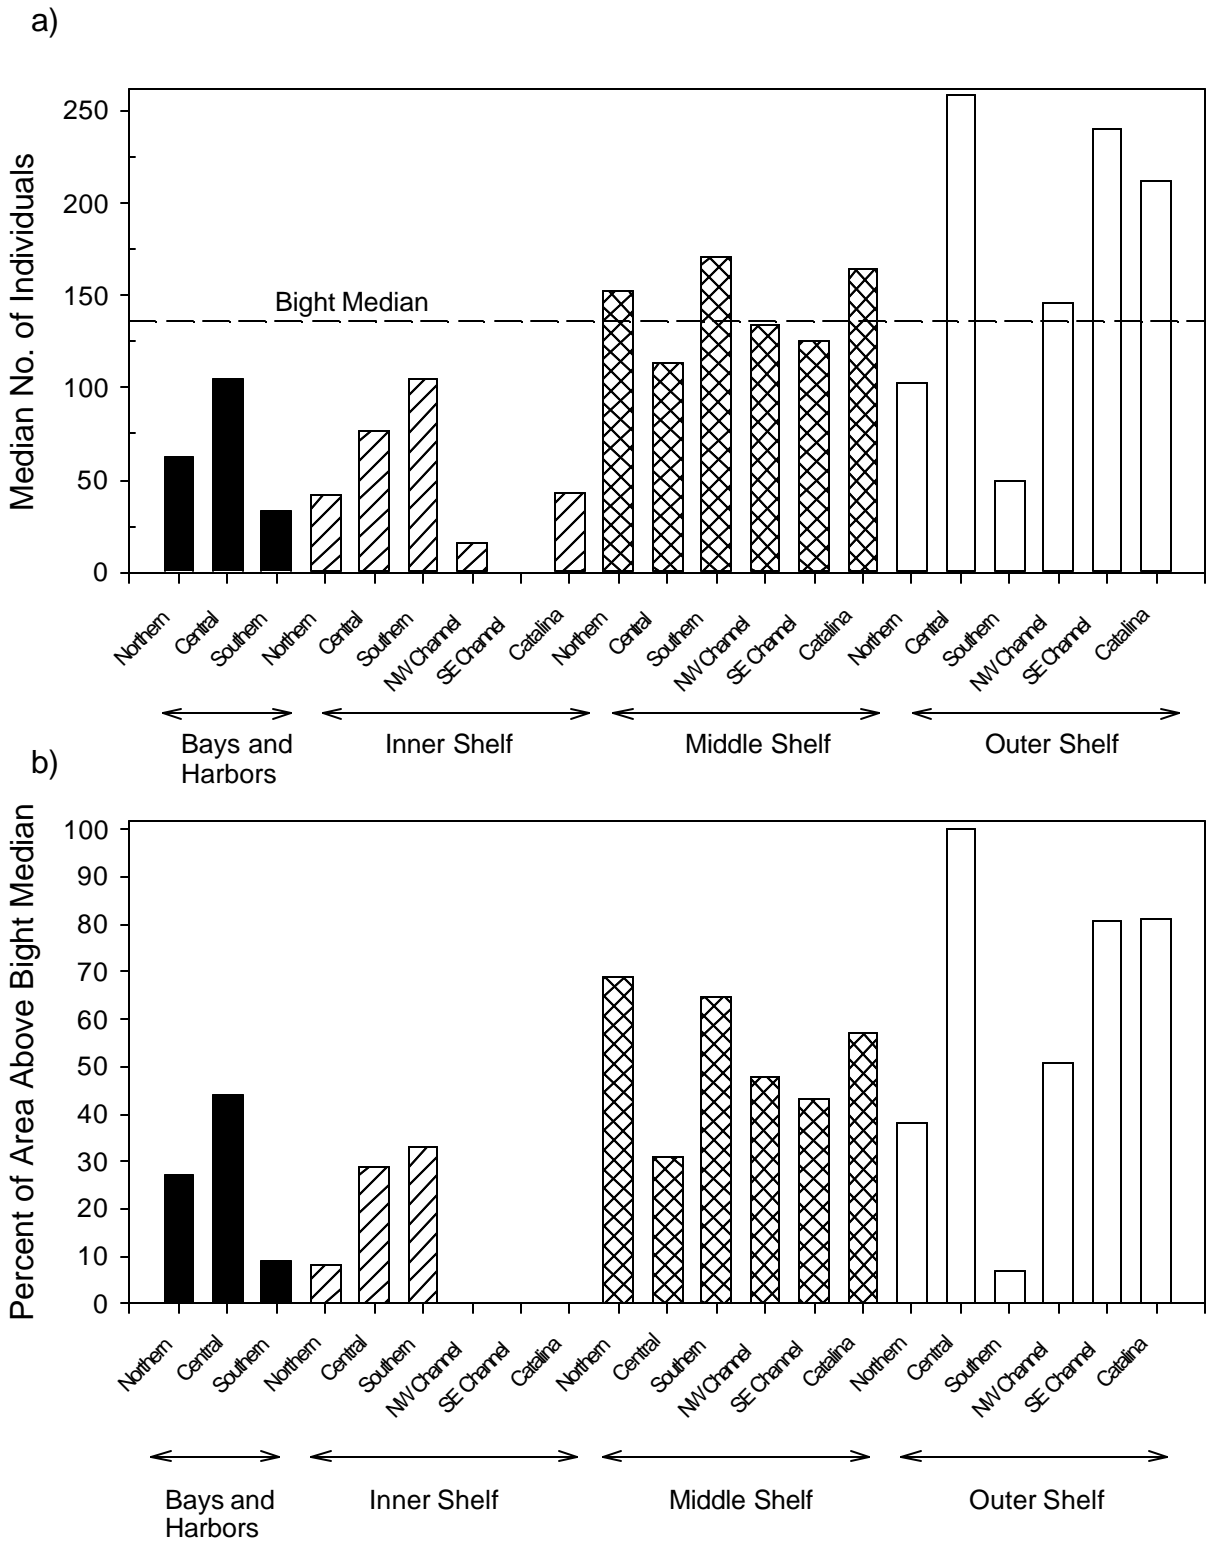 a)
Median No. of Individuals
250
200
150
100
50
0
Bight Median
Northern
Central
Southern
Northern
Central
Southern
NW Channel
SE Channel
Catalina
Northern
Central
Southern
NW Channel
SE Channel
Catalina
Northern
Central
Southern
NW Channel
SE Channel
Catalina
Bays and
Harbors
Inner Shelf
Middle Shelf
Outer Shelf
b)
Percent of Area Above Bight Median
100
90
80
70
60
50
40
30
20
10
0
Northern
Central
Southern
Northern
Central
Southern
NW Channel
SE Channel
Catalina
Northern
Central
Southern
NW Channel
SE Channel
Catalina
Northern
Central
Southern
NW Channel
SE Channel
Catalina
Bays and
Harbors
Inner Shelf
Middle Shelf
Outer Shelf